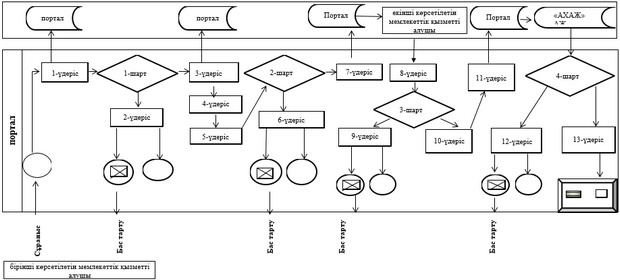 портал
портал
Портал
екінші көрсетілетін
мемлекеттік қызметті
алушы
Портал
«АХАЖ»
портал
1-үдеріс
1-шарт
3-үдеріс
2-шарт
7-үдеріс
8-үдеріс
11-үдеріс
4-шарт
2-үдеріс
4-үдеріс
5-үдеріс
6-үдеріс
3-шарт
9-үдеріс
10-үдеріс
12-үдеріс
13-үдеріс
Сұраныс
Бас тарту
Бас тарту
Бас тарту
Бас тарту
бірінші көрсетілетін мемлекеттік қызметті
алушы